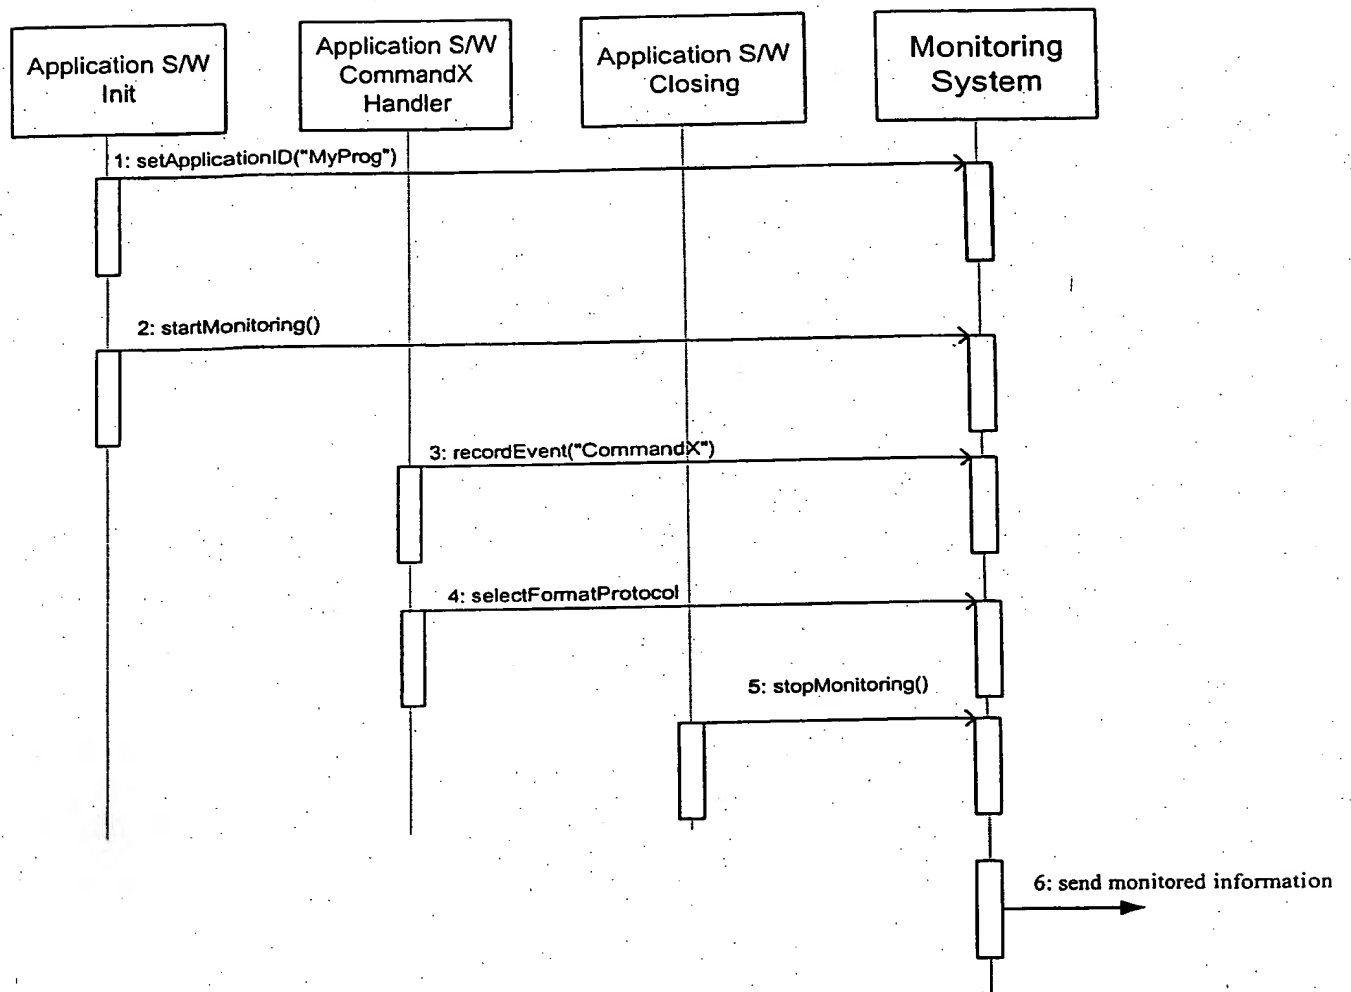 Application S/W
Init
Application S/W
CommandX
Handler
Application S/W
Closing
Monitoring
System
1: setApplicationID("MyProg")
2: startMonitoring()
3: recordEvent("CommandX")
4: selectFormatProtocol
5: stopMonitoring()
6: send monitored information